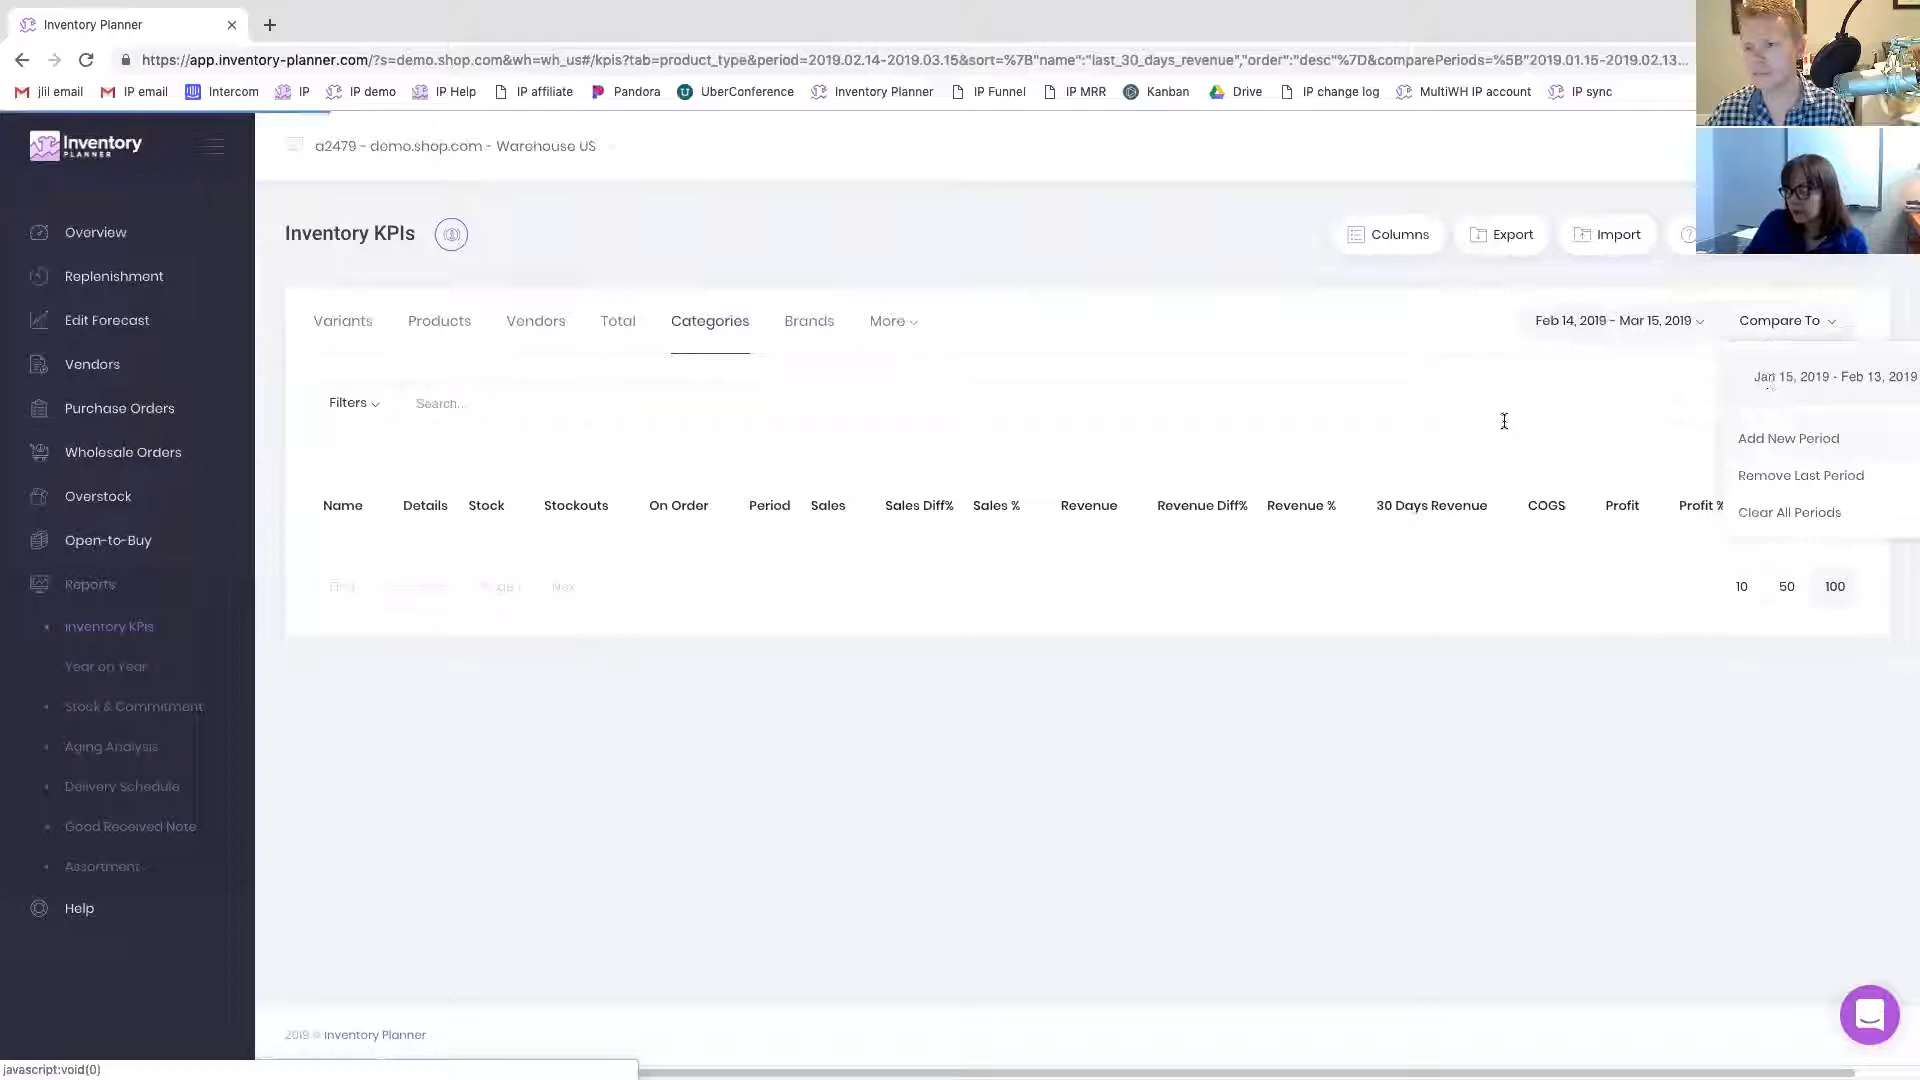 Inventory Planner
https://app.inventory-planner.com/?s=demo.shop.com&wh=wh_us#/kpis?tab=product_type&period=2019.02.14-2019.03.15&sort=%7B"name":"last_30_days_revenue","order":"desc"%7D&comparePeriods=%5B"2019.01.15-2019.02.13...
jlil email IP email Intercom IP IP demo IP Help IP affiliate Pandora UberConference Inventory Planner IP Funnel IP MRR Kanban Drive IP change log MultiWH IP account IP sync
Inventory
PLANNER
a2479 - demo.shop.com - Warehouse US
Overview
Replenishment
Edit Forecast
Vendors
Purchase Orders
Wholesale Orders
Overstock
Open-to-Buy
Reports
Inventory KPIs
Year on Year
Stock & Commitment
Aging Analysis
Delivery Schedule
Good Received Note
Assortment
Help
Inventory KPIs
Columns Export Import
Variants Products Vendors Total Categories Brands More
Feb 14, 2019 - Mar 15, 2019 Compare To
Jan 15, 2019 - Feb 13, 2019
Add New Period
Remove Last Period
Clear All Periods
Filters Search...
Name Details Stock Stockouts On Order Period Sales Sales Diff% Sales % Revenue Revenue Diff% Revenue % 30 Days Revenue COGS Profit Profit %
10 50 100
2019 © Inventory Planner
javascript:void(0)